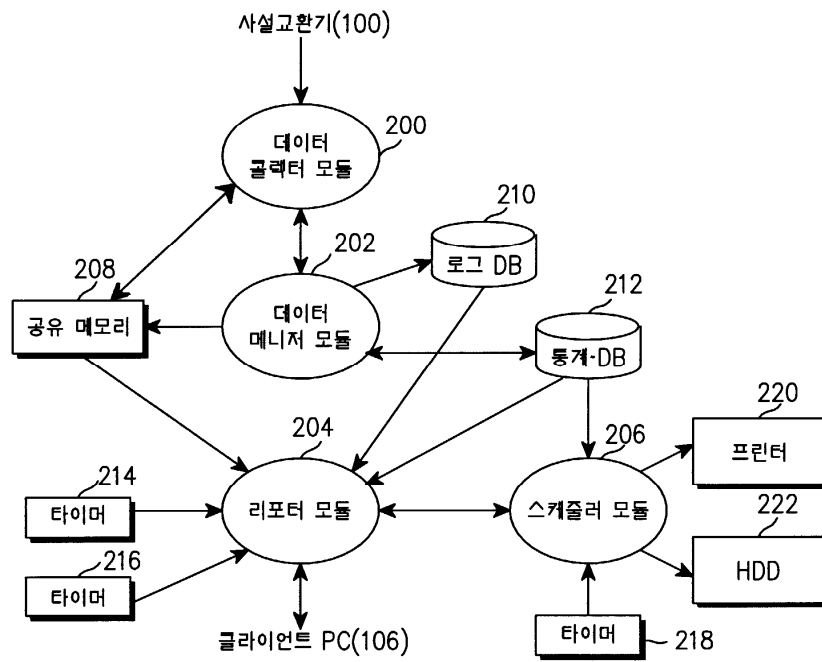 사설교환기(100)
데이터
콜렉터 모듈
200
210
로그 DB
202
데이터
메니저 모듈
208
공유 메모리
212
통계-DB
220
프린터
204
리포터 모듈
206
스케줄러 모듈
214
타이머
216
타이머
222
HDD
클라이언트 PC(106)
타이머
218